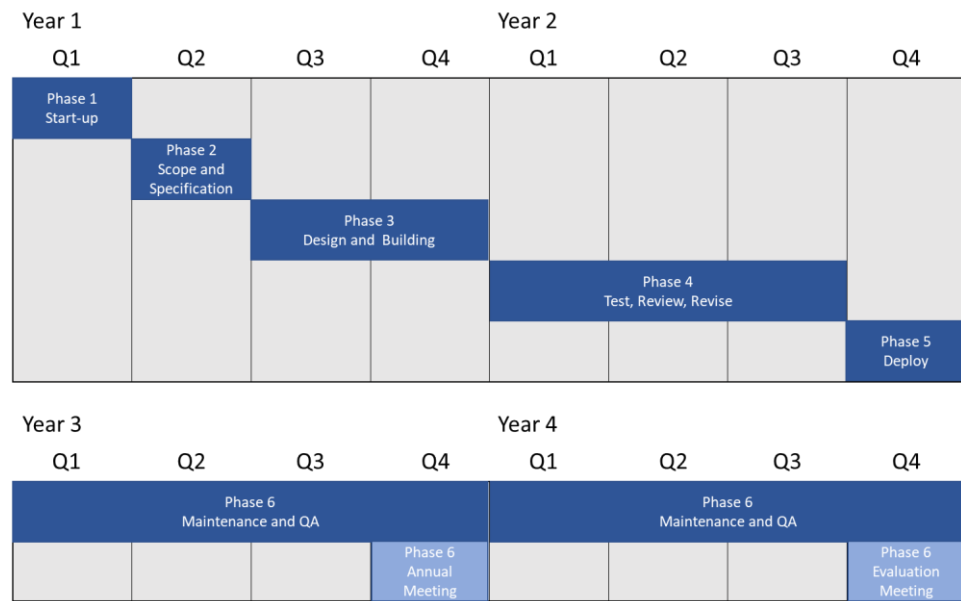 Year 1
Year 2
Q1
Q2
Q3
Q4
Q1
Q2
Q3
Q4
Phase 1
Start-up
Phase 2
Scope and
Specification
Phase 3
Design and Building
Phase 4
Test, Review, Revise
Phase 5
Deploy
Year 3
Year 4
Q1
Q2
Q3
Q4
Q1
Q2
Q3
Q4
Phase 6
Maintenance and QA
Phase 6
Maintenance and QA
Phase 6
Annual
Meeting
Phase 6
Evaluation
Meeting